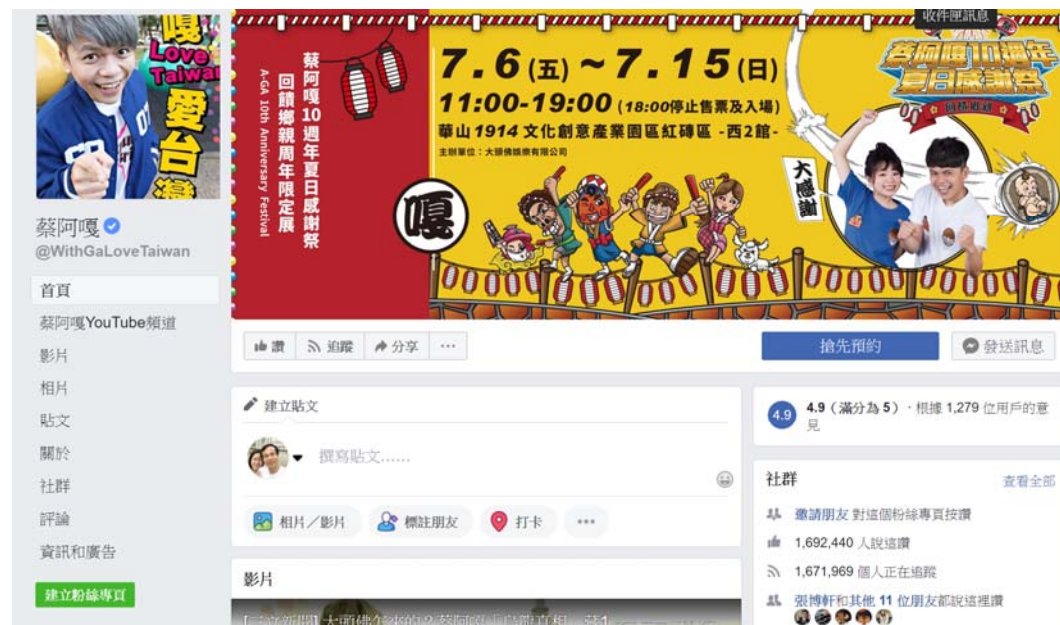 嘎
Love
Taiwan
愛台灣
蔡阿嘎
@WithGaLoveTaiwan
首頁
蔡阿嘎YouTube頻道
影片
相片
貼文
關於
社群
評論
資訊和廣告
建立粉絲專頁
蔡阿嘎10週年夏日感謝祭
回饋鄉親周年限定展
A-GA 10th Anniversary Festival
7.6(五)~7.15(日)
11:00-19:00(18:00停止售票及入場)
華山1914文化創意產業園區紅磚區 -西2館-
主辦單位：大頭佛娛樂有限公司
嘎
大感謝
收件匣訊息
蔡阿嘎10週年
夏日感謝祭
回饋鄉親
讚 追蹤 分享 ···
搶先預約
發送訊息
建立貼文
撰寫貼文……
相片／影片 標註朋友 打卡 ···
影片
4.9
4.9（滿分為 5）· 根據 1,279 位用戶的意
見
社群 查看全部
邀請朋友 對這個粉絲專頁按讚
1,692,440 人說這讚
1,671,969 個人正在追蹤
張博軒和其他 11 位朋友都說這裡讚